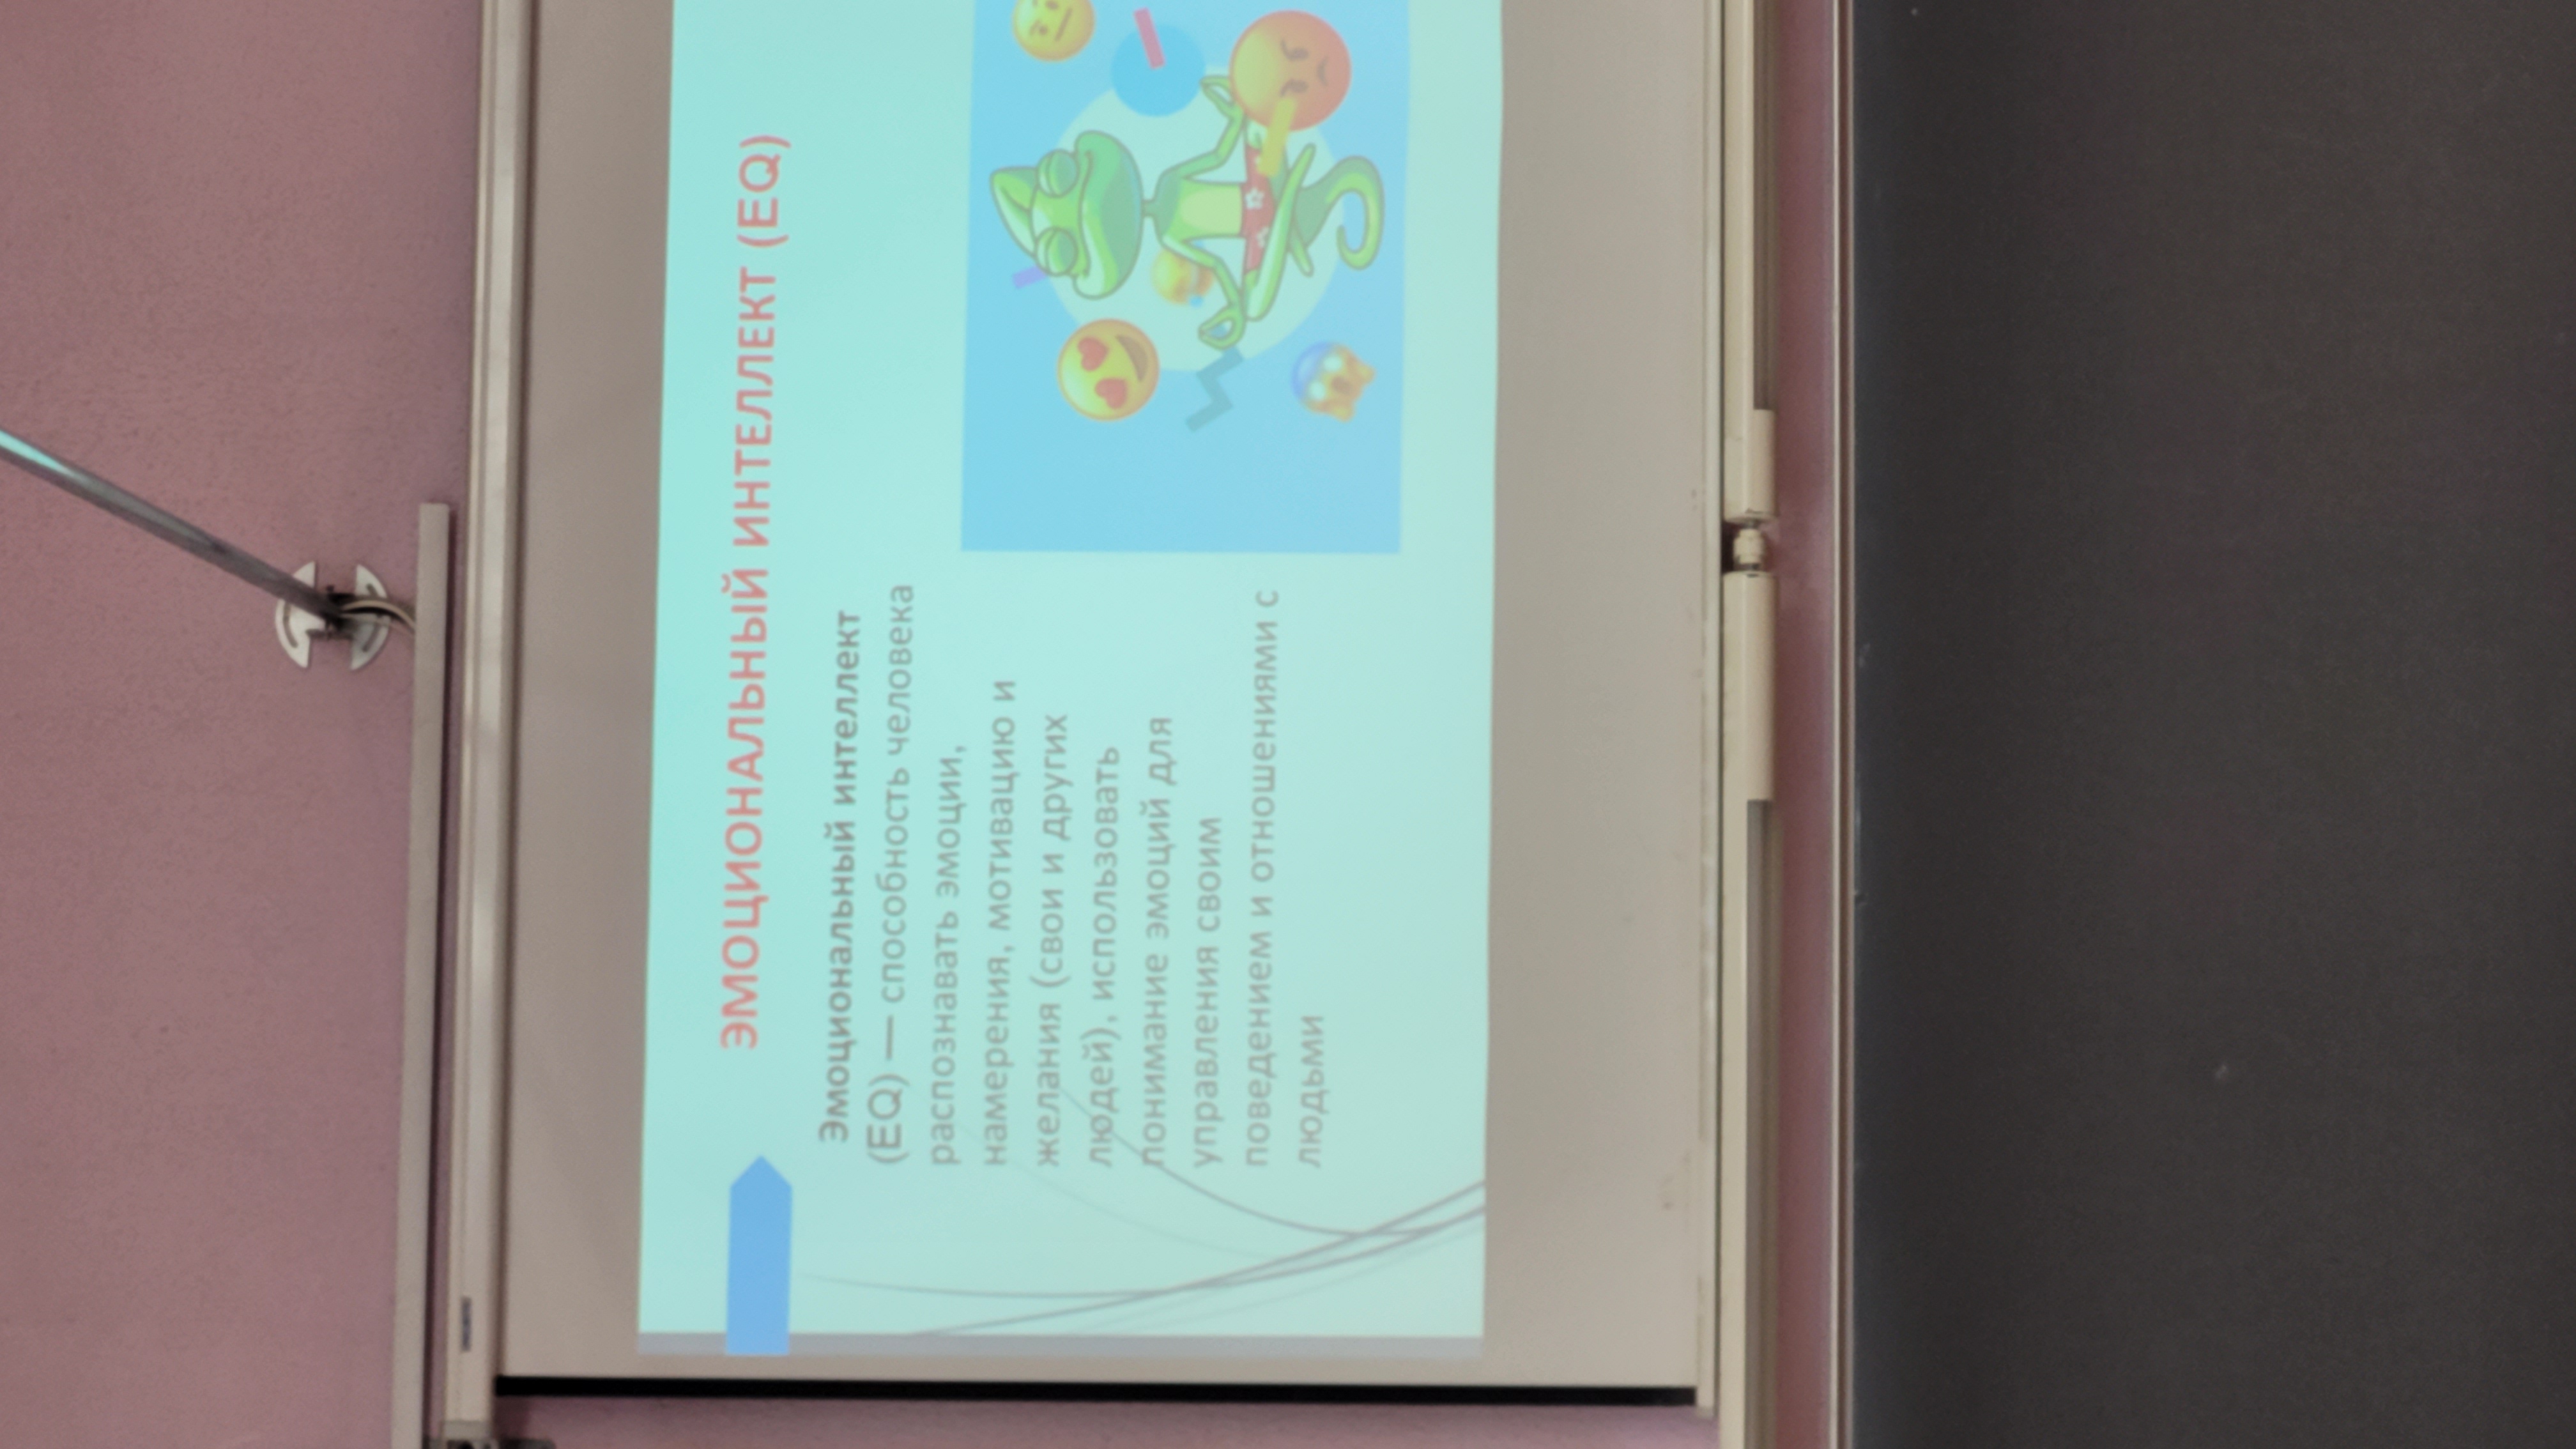 ЭМОЦИОНАЛЬНЫЙ ИНТЕЛЛЕКТ (EQ)
Эмоциональный интеллект
(EQ) — способность человека
распознавать эмоции,
намерения, мотивацию и
желания (свои и других
людей), использовать
понимание эмоций для
управления своим
поведением и отношениями с
людьми